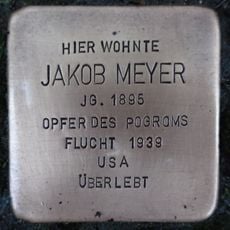 HIER WOHNTE
JAKOB MEYER
JG. 1895
OPFER DES POGROMS
FLUCHT 1939
USA
ÜBERLEBT